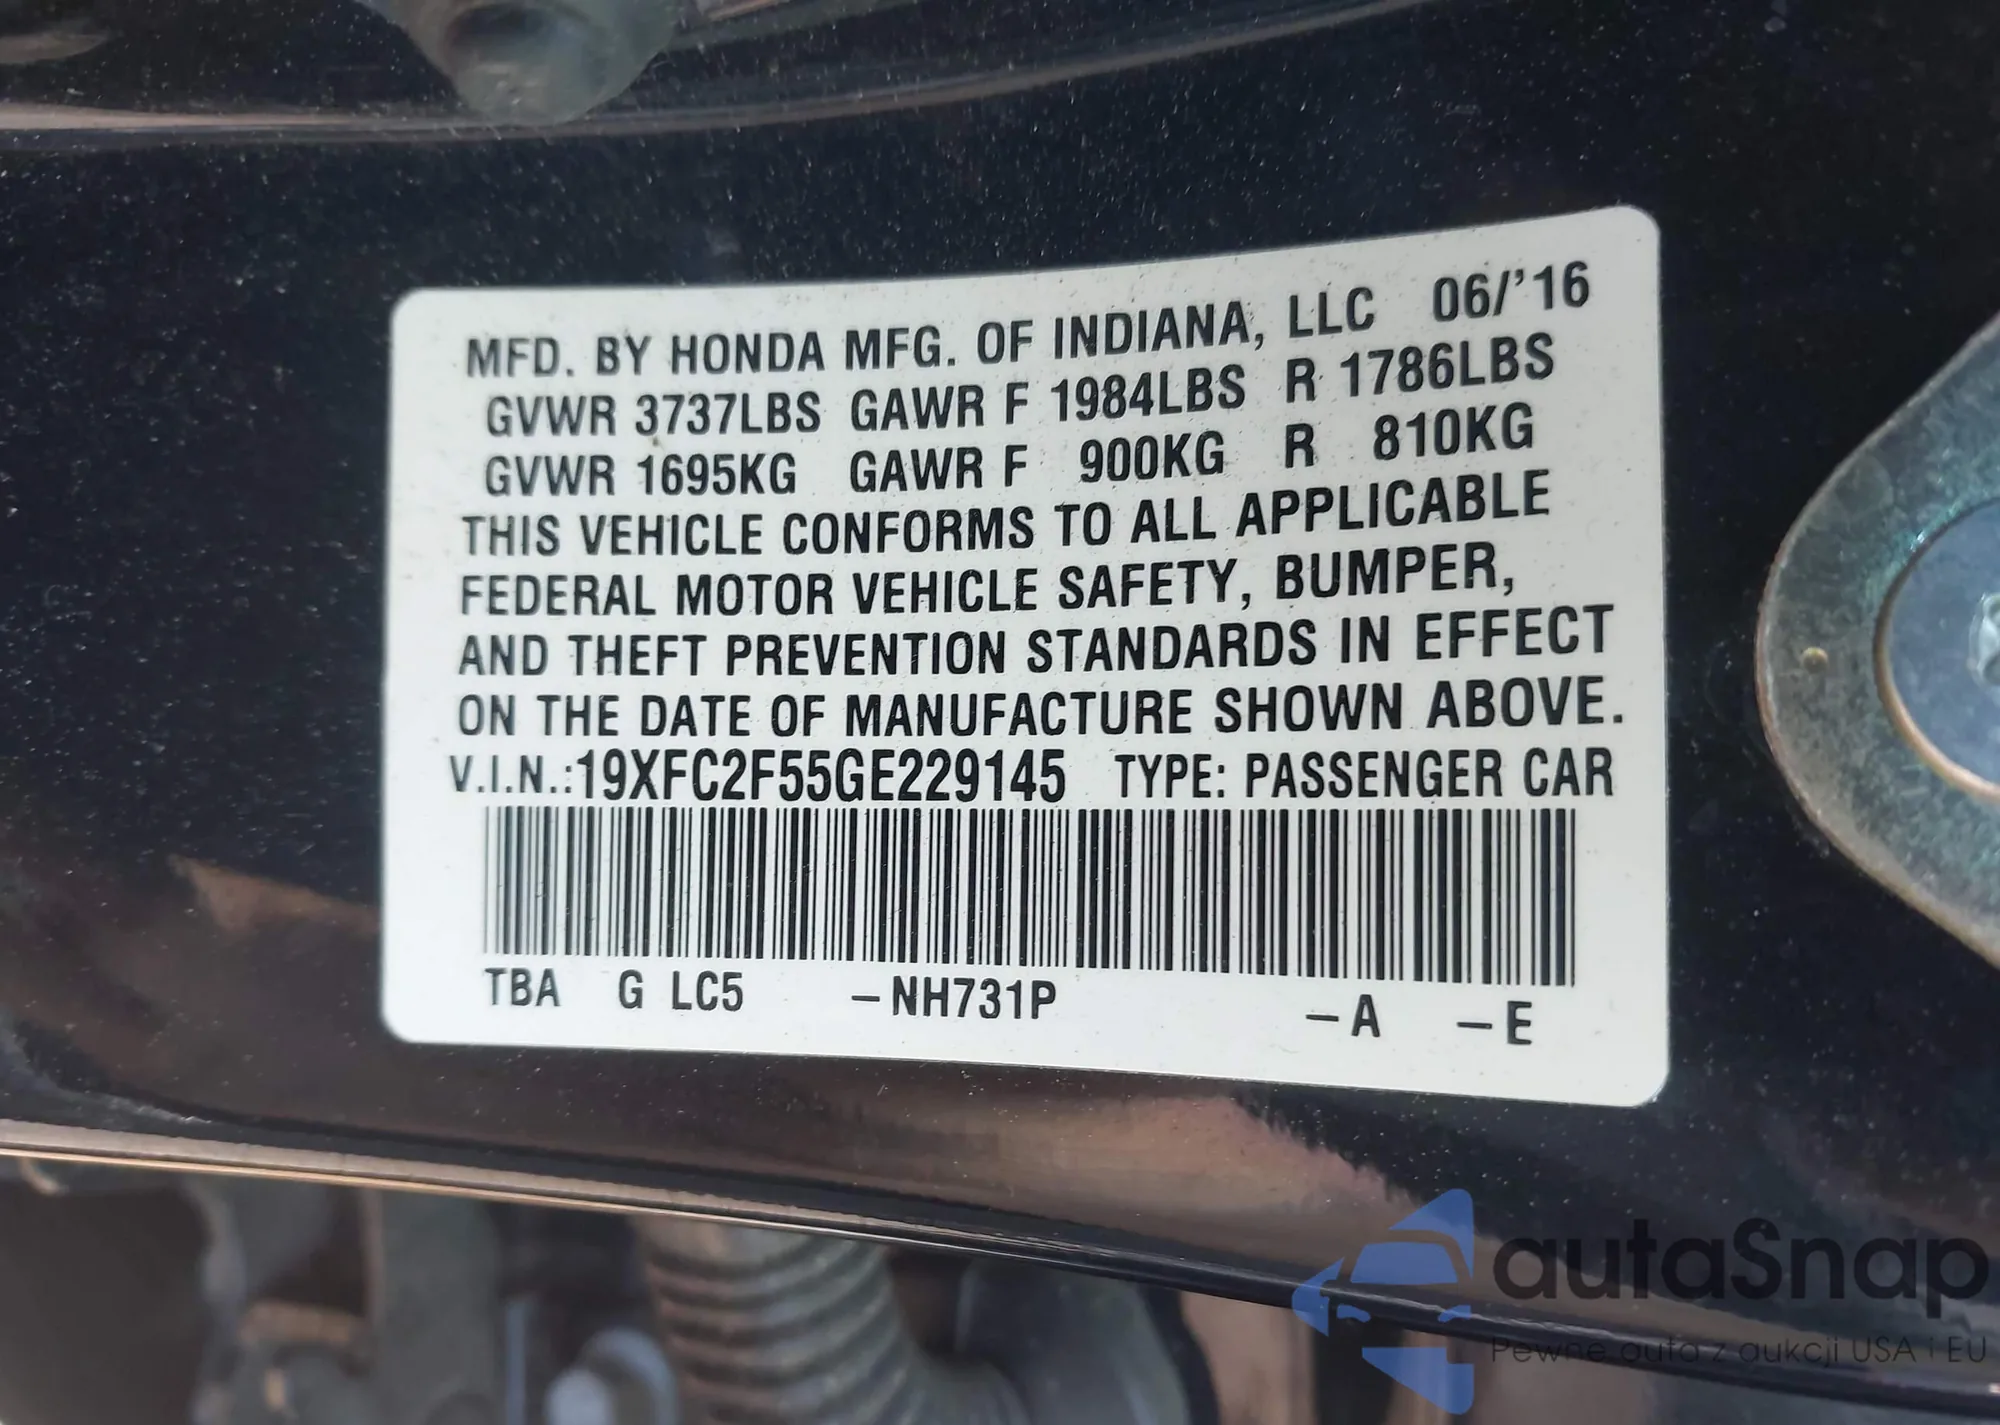 MFD. BY HONDA MFG. OF INDIANA, LLC 06/'16
GVWR 3737LBS GAWR F 1984LBS R 1786LBS
GVWR 1695KG GAWR F 900KG R 810KG
THIS VEHICLE CONFORMS TO ALL APPLICABLE
FEDERAL MOTOR VEHICLE SAFETY, BUMPER,
AND THEFT PREVENTION STANDARDS IN EFFECT
ON THE DATE OF MANUFACTURE SHOWN ABOVE.
V.I.N.:19XFC2F55GE229145 TYPE: PASSENGER CAR
TBA G LC5 –NH731P –A –E
autaSnap
Pewne auta z aukcji USA i EU